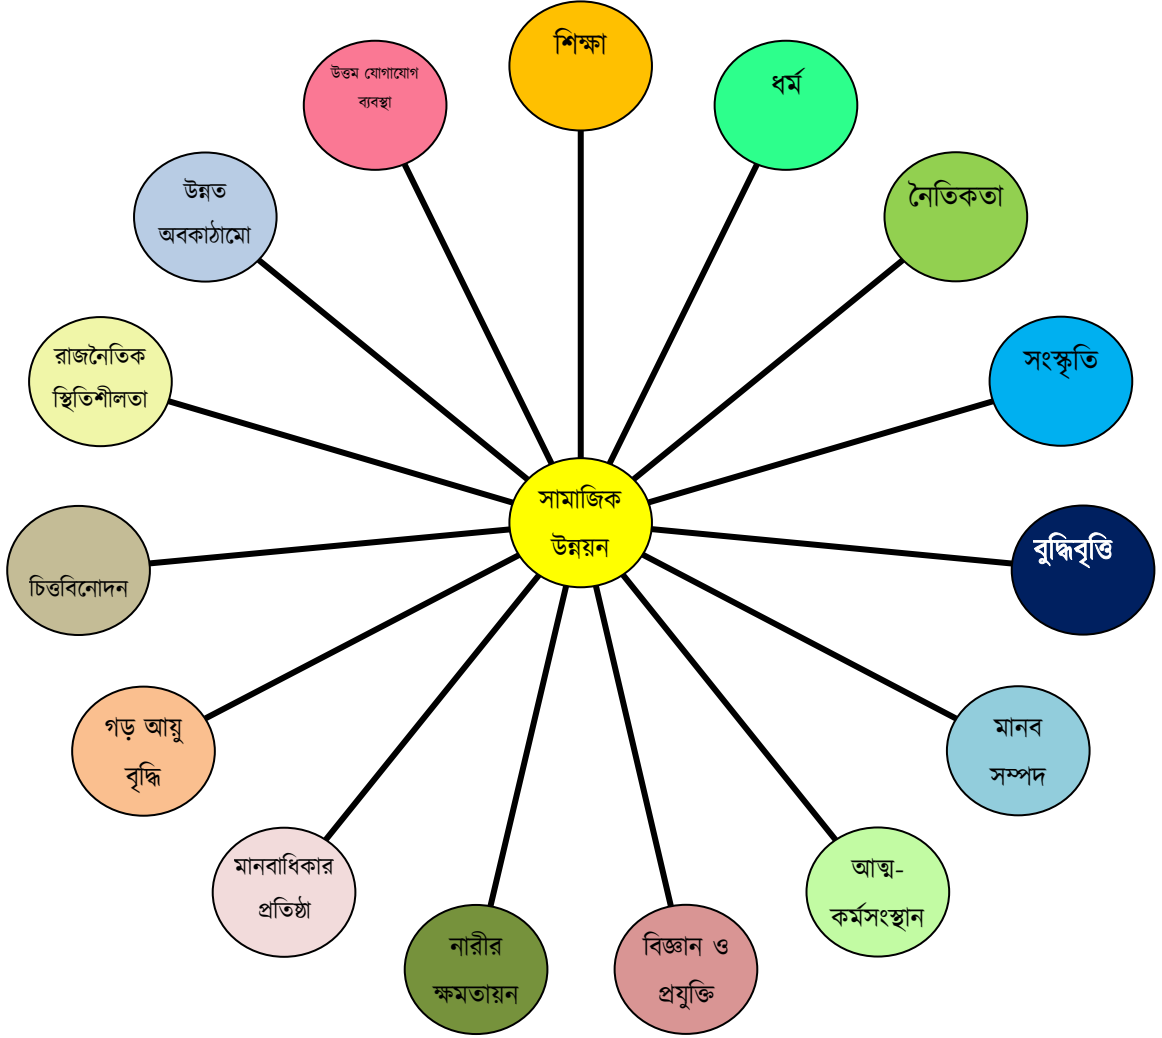 শিক্ষা
ধর্ম
নৈতিকতা
সংস্কৃতি
বুদ্ধিবৃত্তি
মানব
সম্পদ
আত্ম-
কর্মসংস্থান
বিজ্ঞান ও
প্রযুক্তি
নারীর
ক্ষমতায়ন
মানবাধিকার
প্রতিষ্ঠা
গড় আয়ু
বৃদ্ধি
চিত্তবিনোদন
রাজনৈতিক
স্থিতিশীলতা
উন্নত
অবকাঠামো
উত্তম যোগাযোগ
ব্যবস্থা
সামাজিক
উন্নয়ন